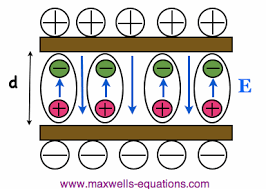 + + + + +
− − − −
d
E
+ + + +
− − − − −
www.maxwells-equations.com